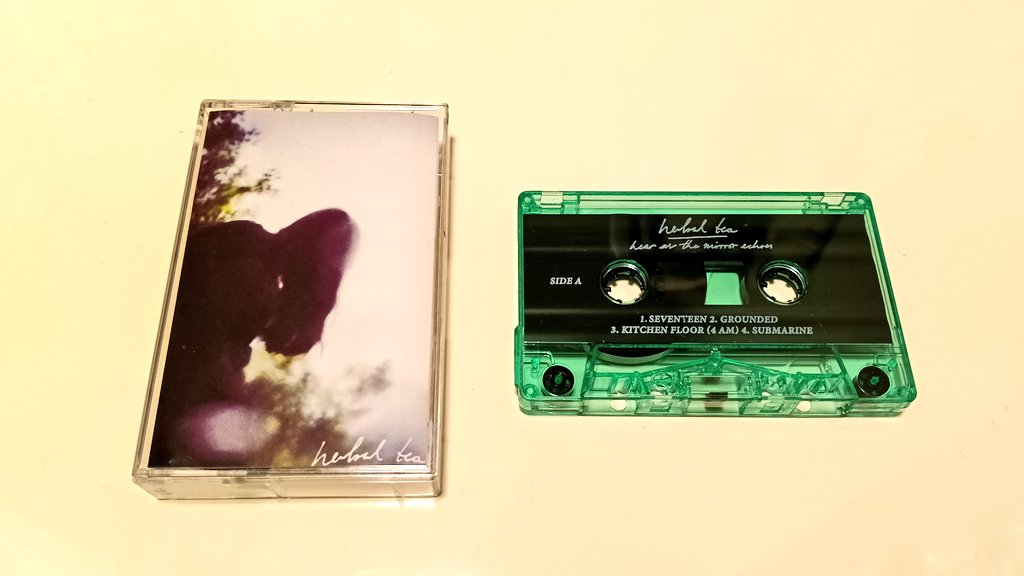 herbal tea
herbal tea
hear as the mirror echoes
SIDE A
1. SEVENTEEN 2. GROUNDED
3. KITCHEN FLOOR (4 AM) 4. SUBMARINE